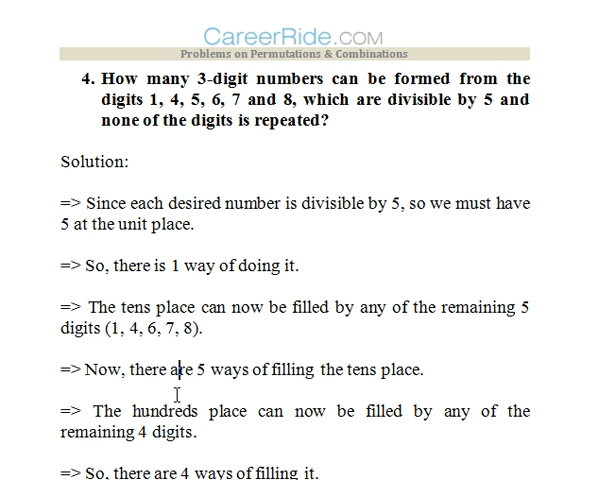 CareerRide.COM
Problems on Permutations & Combinations
4. How many 3-digit numbers can be formed from the
digits 1, 4, 5, 6, 7 and 8, which are divisible by 5 and
none of the digits is repeated?
Solution:
=> Since each desired number is divisible by 5, so we must have
5 at the unit place.
=> So, there is 1 way of doing it.
=> The tens place can now be filled by any of the remaining 5
digits (1, 4, 6, 7, 8).
=> Now, there are 5 ways of filling the tens place.
=> The hundreds place can now be filled by any of the
remaining 4 digits.
=> So, there are 4 ways of filling it.